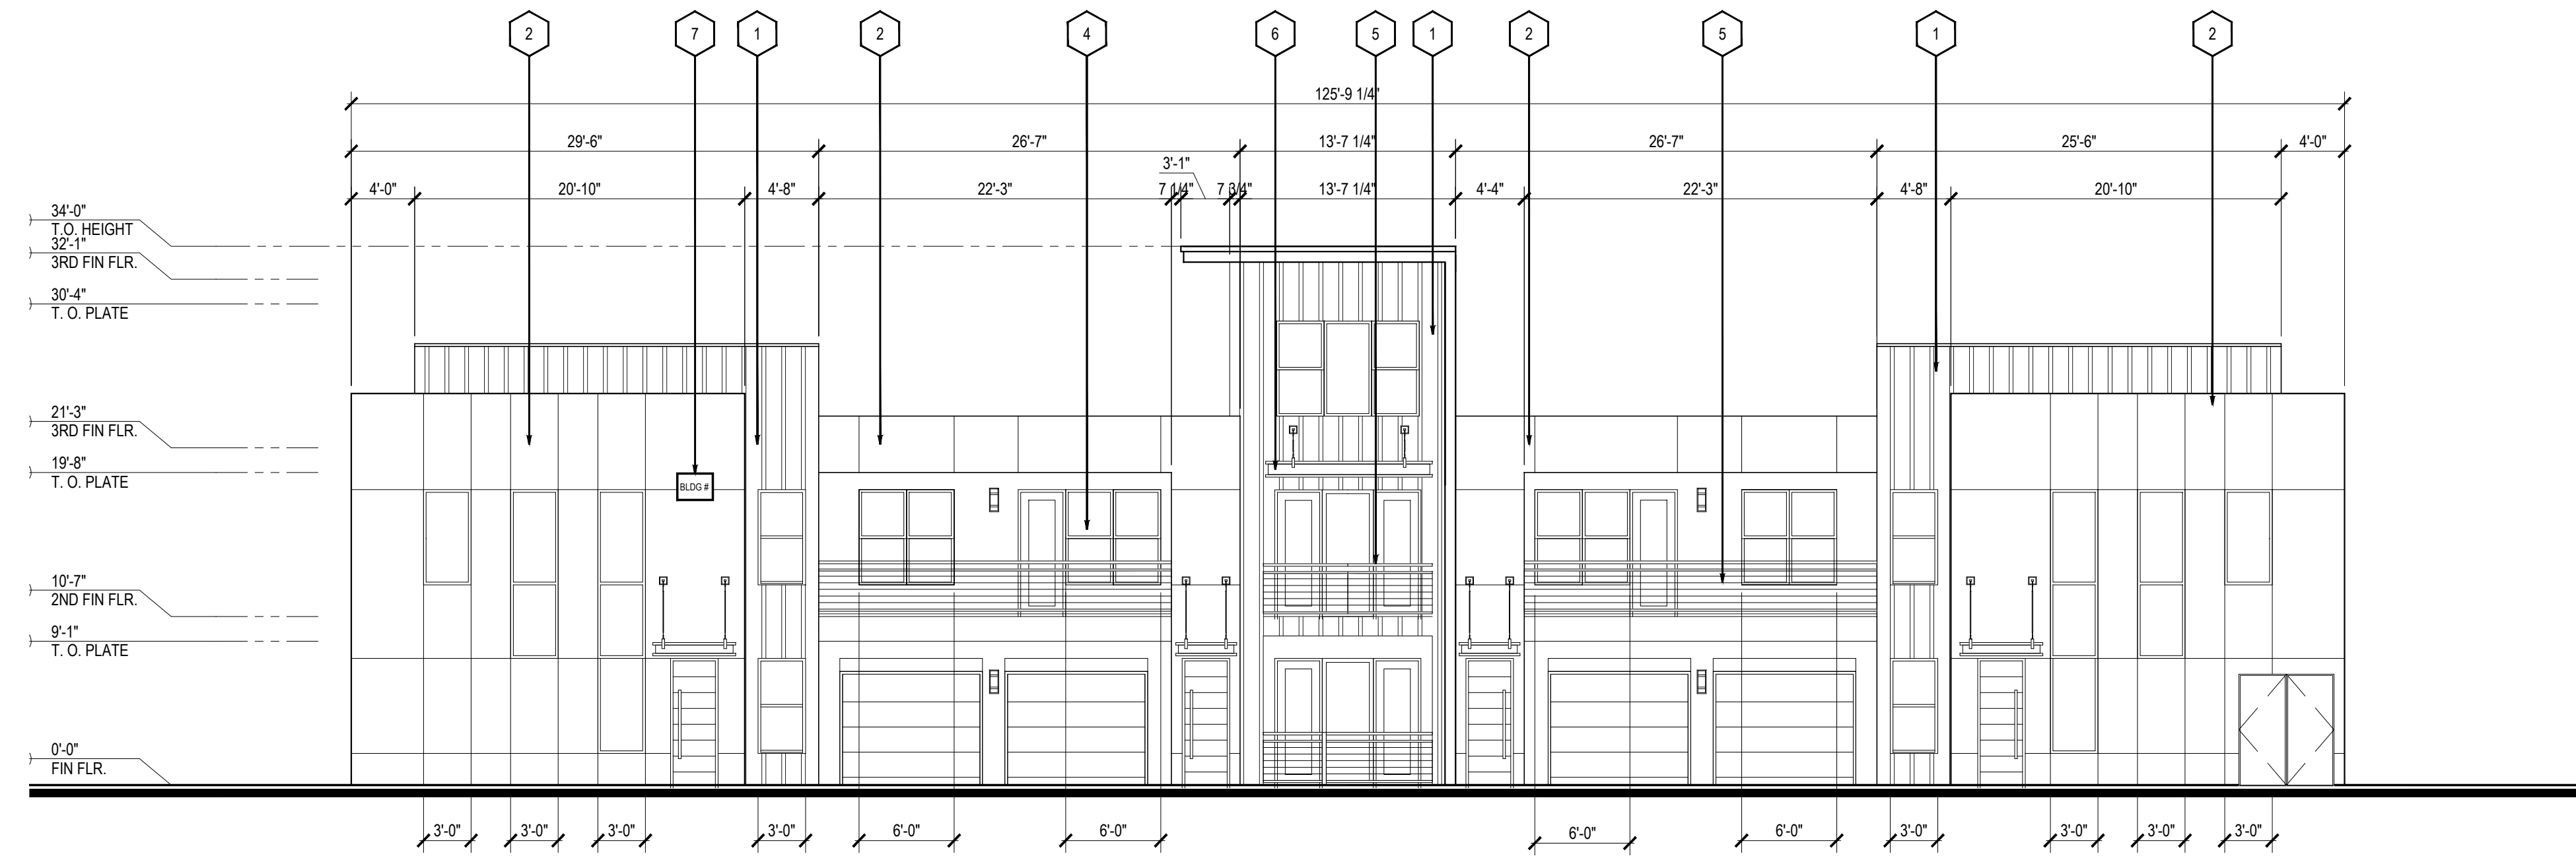 2 7 1 2 4 6 5 1 2 5 1 2
125'-9 1/4"
29'-6" 26'-7" 13'-7 1/4" 26'-7" 25'-6" 4'-0"
3'-1"
4'-0" 20'-10" 4'-8" 22'-3" 7 1/4" 7 3/4" 13'-7 1/4" 4'-4" 22'-3" 4'-8" 20'-10"
34'-0"
T.O. HEIGHT
32'-1"
3RD FIN FLR.
30'-4"
T. O. PLATE
21'-3"
3RD FIN FLR.
19'-8"
T. O. PLATE
BLDG #
10'-7"
2ND FIN FLR.
9'-1"
T. O. PLATE
0'-0"
FIN FLR.
3'-0" 3'-0" 3'-0" 3'-0" 6'-0" 6'-0" 6'-0" 6'-0" 3'-0" 3'-0" 3'-0" 3'-0"